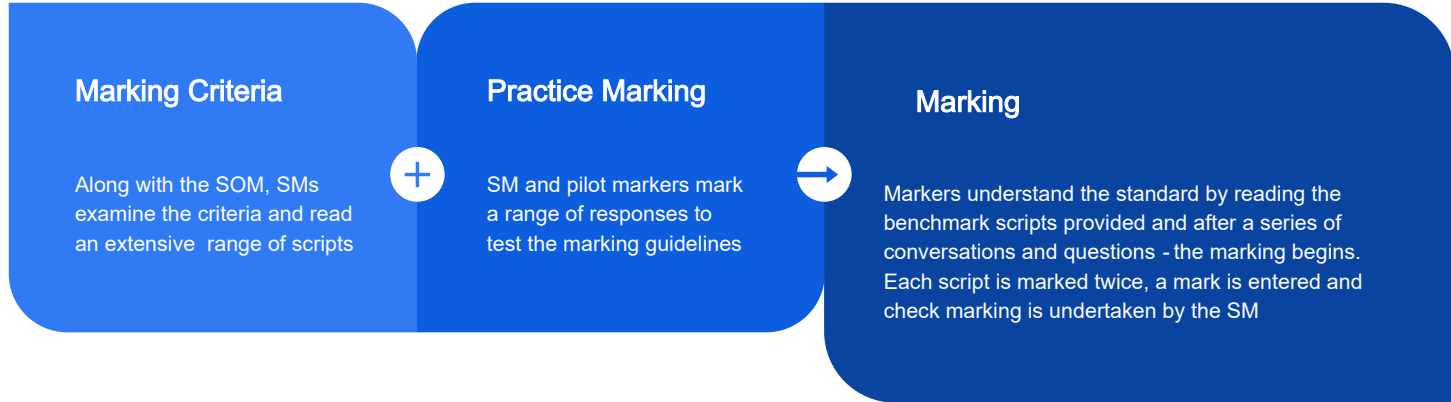 Marking Criteria
Along with the SOM, SMs
examine the criteria and read
an extensive  range of scripts
Practice Marking
SM and pilot markers mark
a range of responses to
test the marking guidelines
Marking
Markers understand the standard by reading the
benchmark scripts provided and after a series of
conversations and questions - the marking begins.
Each script is marked twice, a mark is entered and
check marking is undertaken by the SM